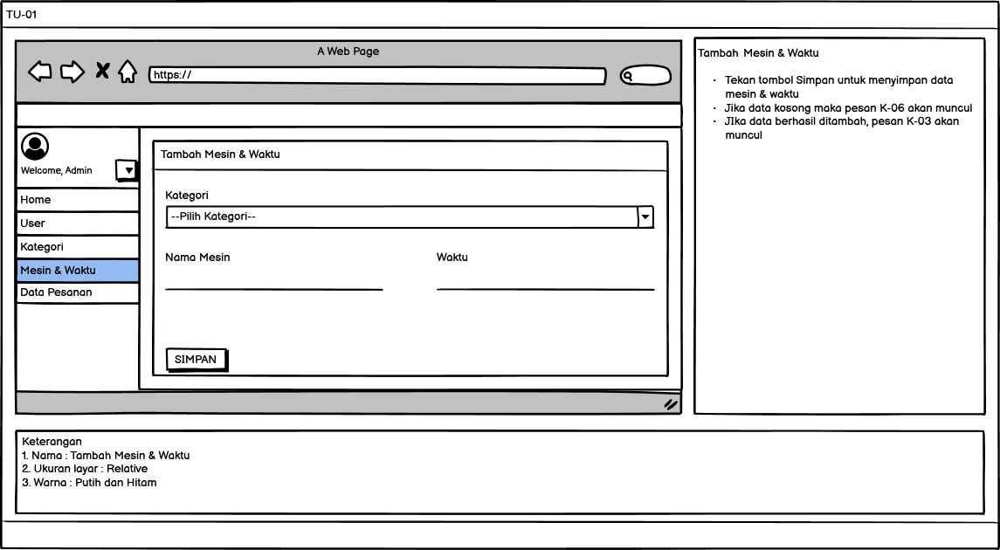 TU-01
A Web Page
https://
Welcome, Admin
Home
User
Kategori
Mesin & Waktu
Data Pesanan
Tambah Mesin & Waktu
Kategori
--Pilih Kategori--
Nama Mesin
Waktu
SIMPAN
Tambah Mesin & Waktu
• Tekan tombol Simpan untuk menyimpan data
mesin & waktu
• Jika data kosong maka pesan K-06 akan muncul
• JIka data berhasil ditambah, pesan K-03 akan
muncul
Keterangan
1. Nama : Tambah Mesin & Waktu
2. Ukuran layar : Relative
3. Warna : Putih dan Hitam